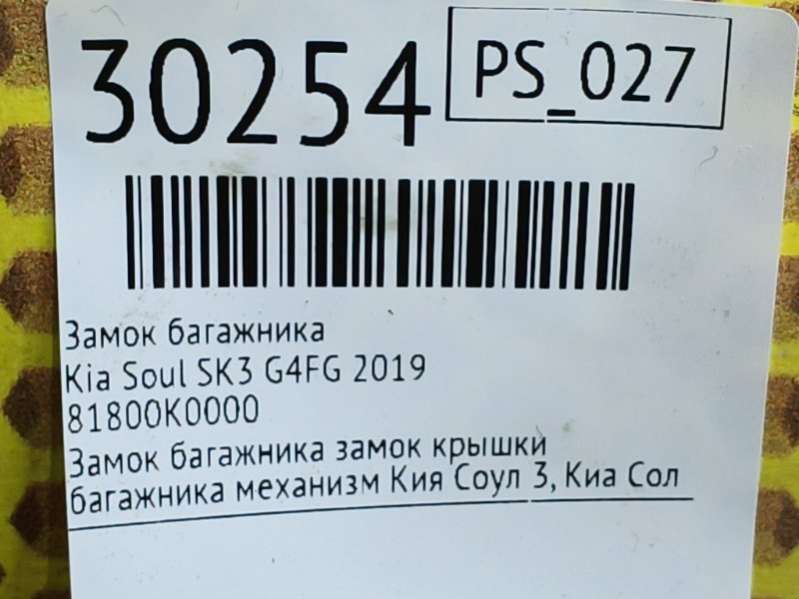 30254
PS_027
Замок багажника
Kia Soul SK3 G4FG 2019
81800K0000
Замок багажника замок крышки
багажника механизм Кия Соул 3, Киа Сол